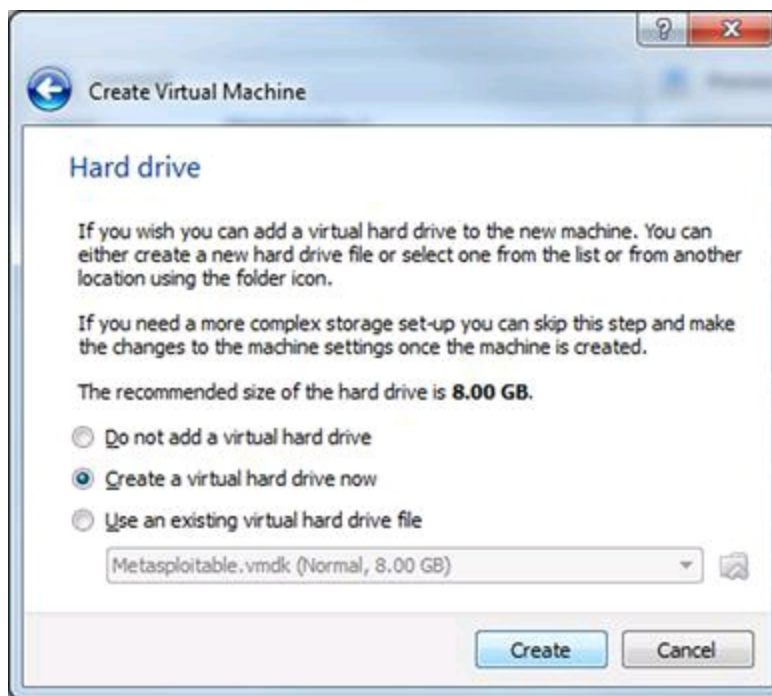 Create Virtual Machine
Hard drive
If you wish you can add a virtual hard drive to the new machine. You can
either create a new hard drive file or select one from the list or from another
location using the folder icon.
If you need a more complex storage set-up you can skip this step and make
the changes to the machine settings once the machine is created.
The recommended size of the hard drive is 8.00 GB.
Do not add a virtual hard drive
Create a virtual hard drive now
Use an existing virtual hard drive file
Metasploitable.vmdk (Normal, 8.00 GB)
Create
Cancel